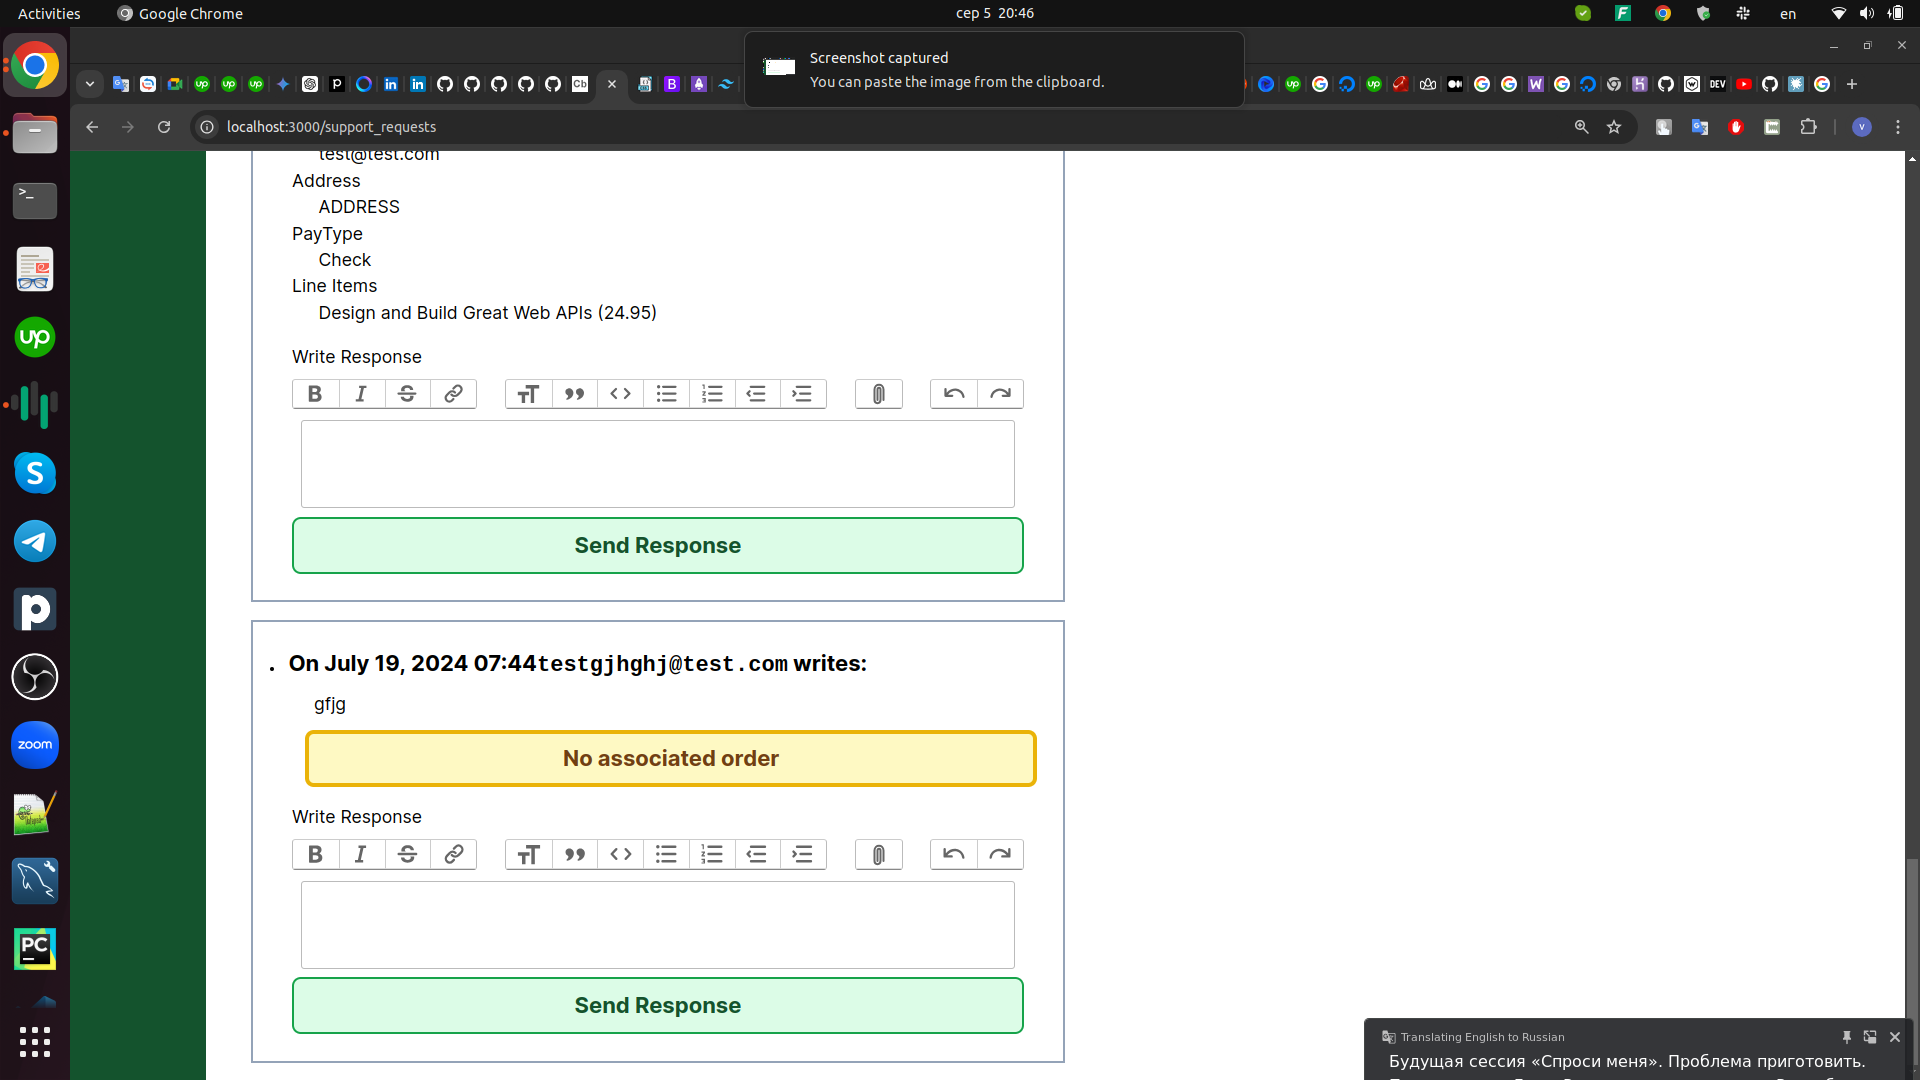 Activities
Google Chrome
сер 5 20:46
en
Screenshot captured
You can paste the image from the clipboard.
localhost:3000/support_requests
test@test.com
Address
ADDRESS
PayType
Check
Line Items
Design and Build Great Web APIs (24.95)
Write Response
Send Response
On July 19, 2024 07:44testgjhghj@test.com writes:
gfjg
No associated order
Write Response
Send Response
Translating English to Russian
Будущая сессия «Спроси меня». Проблема приготовить.